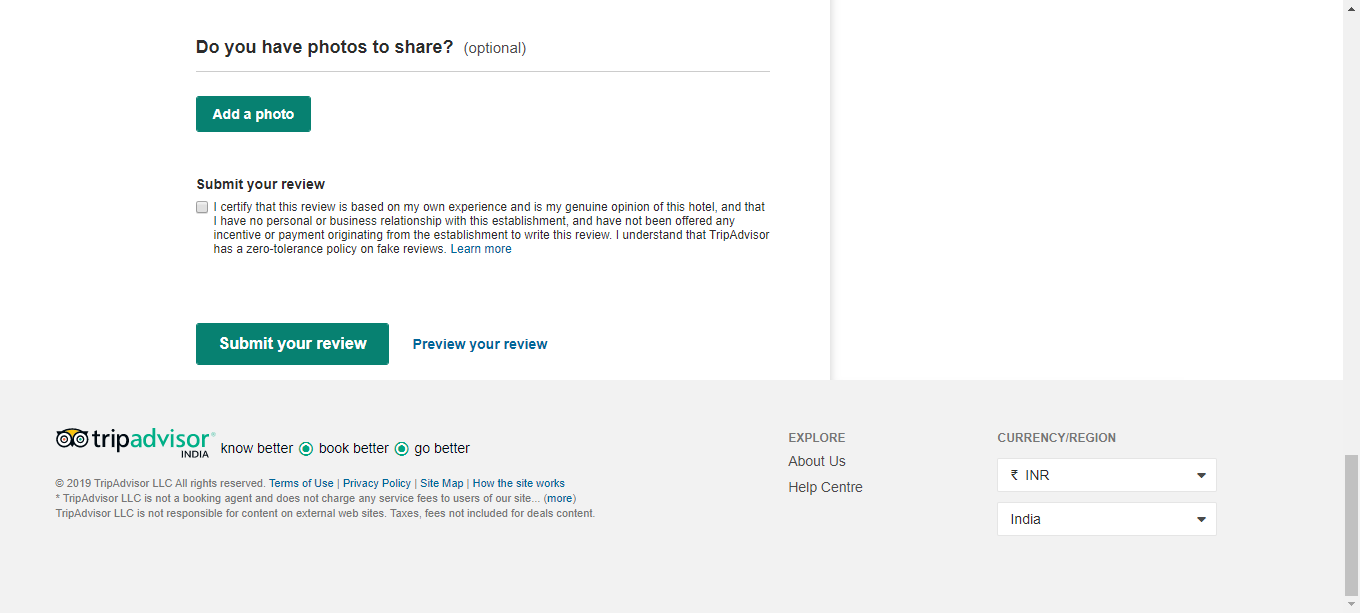 Do you have photos to share? (optional)
Add a photo
Submit your review
I certify that this review is based on my own experience and is my genuine opinion of this hotel, and that
I have no personal or business relationship with this establishment, and have not been offered any
incentive or payment originating from the establishment to write this review. I understand that TripAdvisor
has a zero-tolerance policy on fake reviews. Learn more
Submit your review Preview your review
tripadvisor®
INDIA
know better book better go better
© 2019 TripAdvisor LLC All rights reserved. Terms of Use | Privacy Policy | Site Map | How the site works
* TripAdvisor LLC is not a booking agent and does not charge any service fees to users of our site... (more)
TripAdvisor LLC is not responsible for content on external web sites. Taxes, fees not included for deals content.
EXPLORE
About Us
Help Centre
CURRENCY/REGION
₹ INR
India